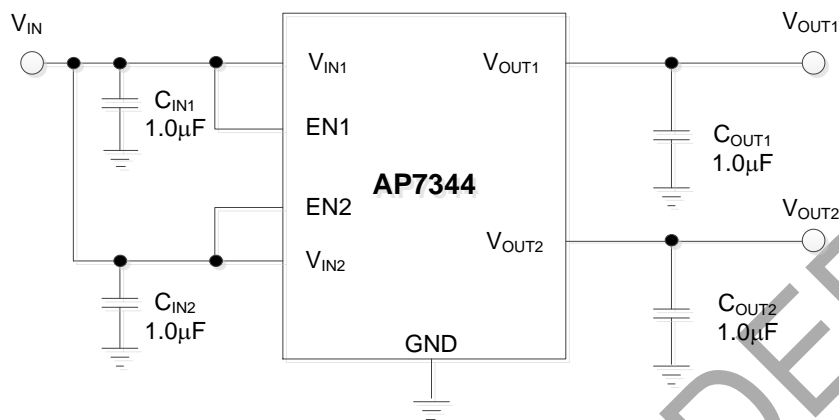 VIN
VOUT1
VIN1
VOUT1
CIN1
1.0μF
EN1
COUT1
1.0μF
AP7344
EN2
VOUT2
VOUT2
VIN2
CIN2
1.0μF
COUT2
1.0μF
GND